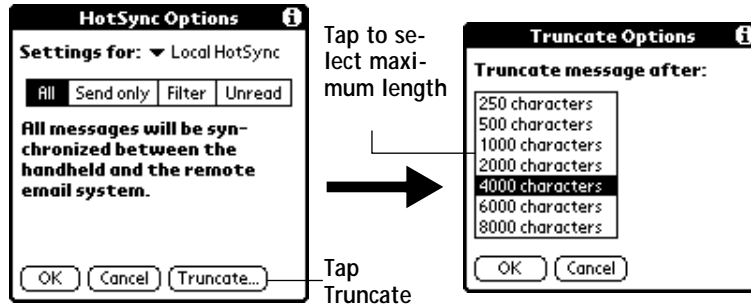 HotSync Options
Settings for: Local HotSync
All Send only Filter Unread
All messages will be syn-
chronized between the
handheld and the remote
email system.
OK Cancel Truncate...
Tap to se-
lect maxi-
mum length
Tap
Truncate
Truncate Options
Truncate message after:
250 characters
500 characters
1000 characters
2000 characters
4000 characters
6000 characters
8000 characters
OK Cancel